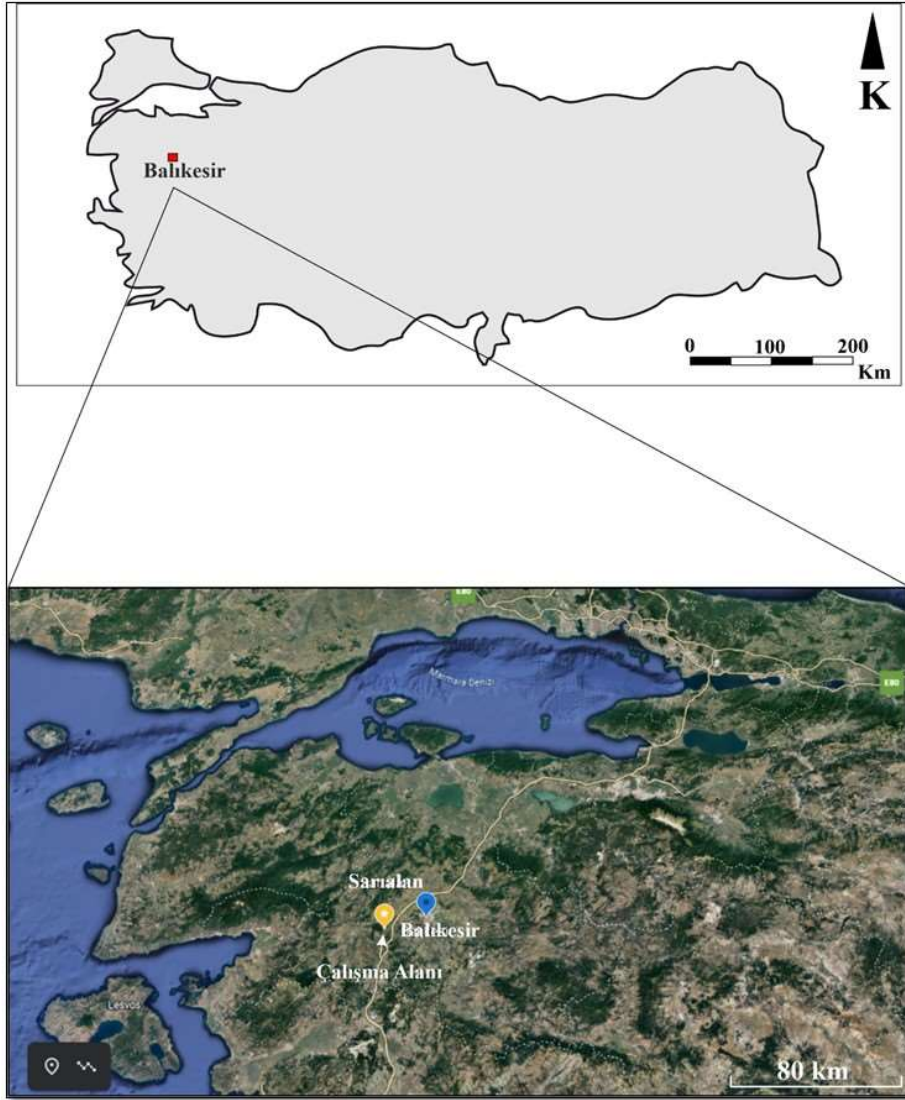 K
Balıkesir
0 100 200
Km
E80
Marmara Denizi
E80
Sarıalan
Balıkesir
Çalışma Alanı
Lesvos
80 km